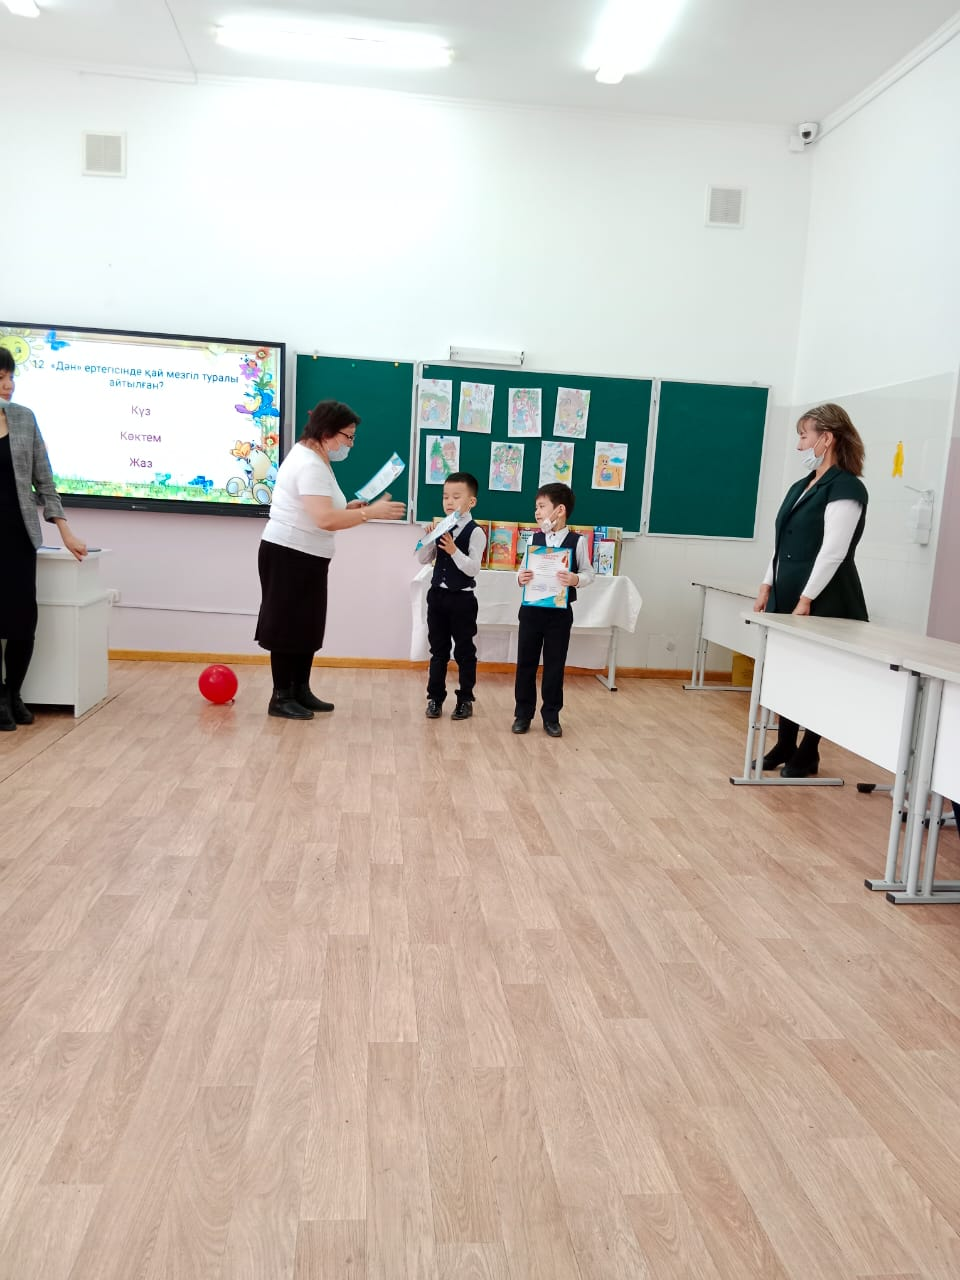 12 «Дән» ертегісінде қай мезгіл туралы
айтылған?
Күз
Көктем
Жаз